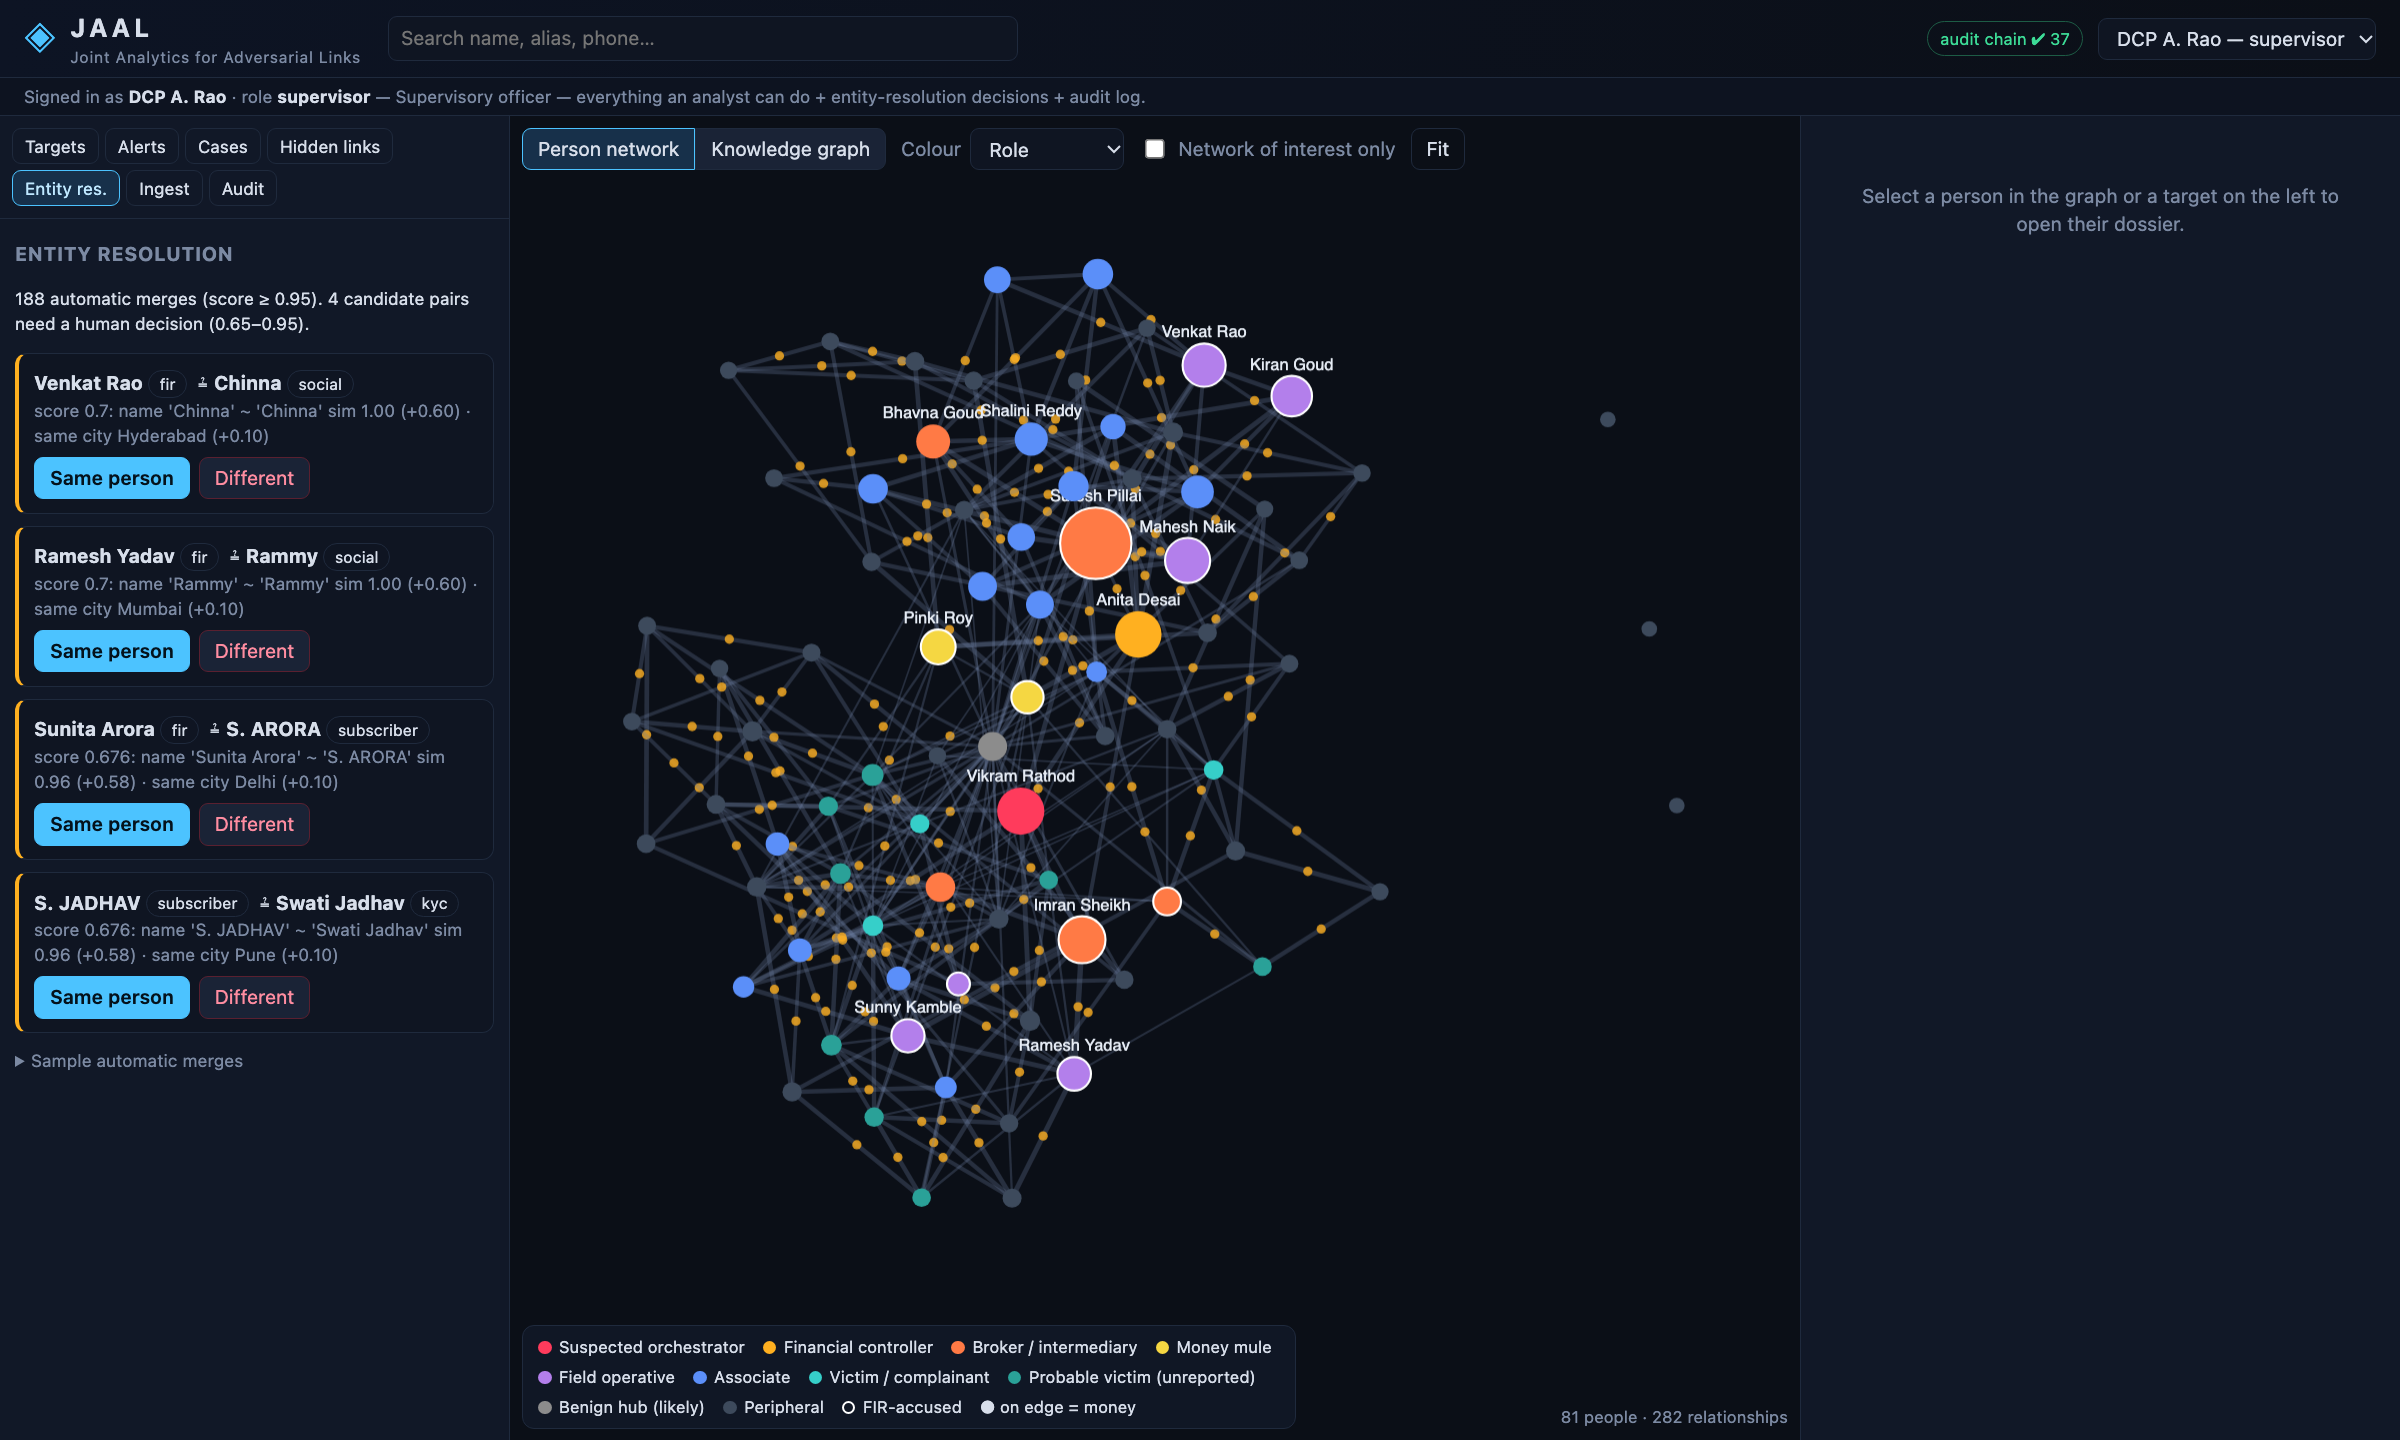 JAAL
Joint Analytics for Adversarial Links
Search name, alias, phone...
audit chain ✔ 37
DCP A. Rao — supervisor
Signed in as DCP A. Rao · role supervisor — Supervisory officer — everything an analyst can do + entity-resolution decisions + audit log.
Targets
Alerts
Cases
Hidden links
Entity res.
Ingest
Audit
ENTITY RESOLUTION
188 automatic merges (score ≥ 0.95). 4 candidate pairs
need a human decision (0.65–0.95).
Venkat Rao fir ≟ Chinna social
score 0.7: name 'Chinna' ~ 'Chinna' sim 1.00 (+0.60) ·
same city Hyderabad (+0.10)
Same person Different
Ramesh Yadav fir ≟ Rammy social
score 0.7: name 'Rammy' ~ 'Rammy' sim 1.00 (+0.60) ·
same city Mumbai (+0.10)
Same person Different
Sunita Arora fir ≟ S. ARORA subscriber
score 0.676: name 'Sunita Arora' ~ 'S. ARORA' sim
0.96 (+0.58) · same city Delhi (+0.10)
Same person Different
S. JADHAV subscriber ≟ Swati Jadhav kyc
score 0.676: name 'S. JADHAV' ~ 'Swati Jadhav' sim
0.96 (+0.58) · same city Pune (+0.10)
Same person Different
Sample automatic merges
Person network
Knowledge graph
Colour
Role
Network of interest only
Fit
Venkat Rao
Kiran Goud
Bhavna Goud
Shalini Reddy
Pillai
Mahesh Naik
Anita Desai
Pinki Roy
Vikram Rathod
Imran Sheikh
Sunny Kamble
Ramesh Yadav
Suspected orchestrator
Financial controller
Broker / intermediary
Money mule
Field operative
Associate
Victim / complainant
Probable victim (unreported)
Benign hub (likely)
Peripheral
FIR-accused
on edge = money
81 people · 282 relationships
Select a person in the graph or a target on the left to
open their dossier.